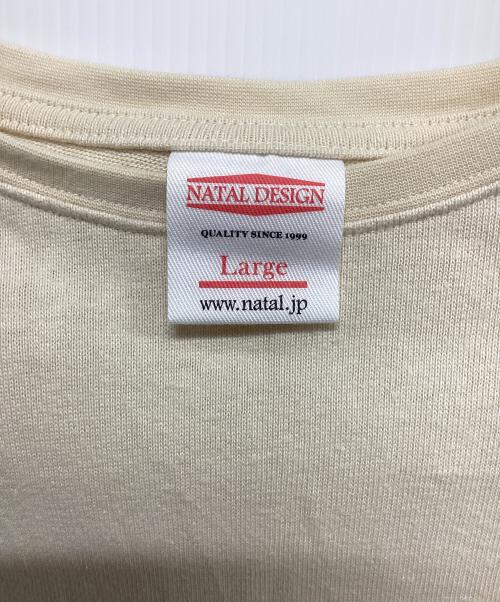 NATAL DESIGN
QUALITY SINCE 1999
Large
www.natal.jp